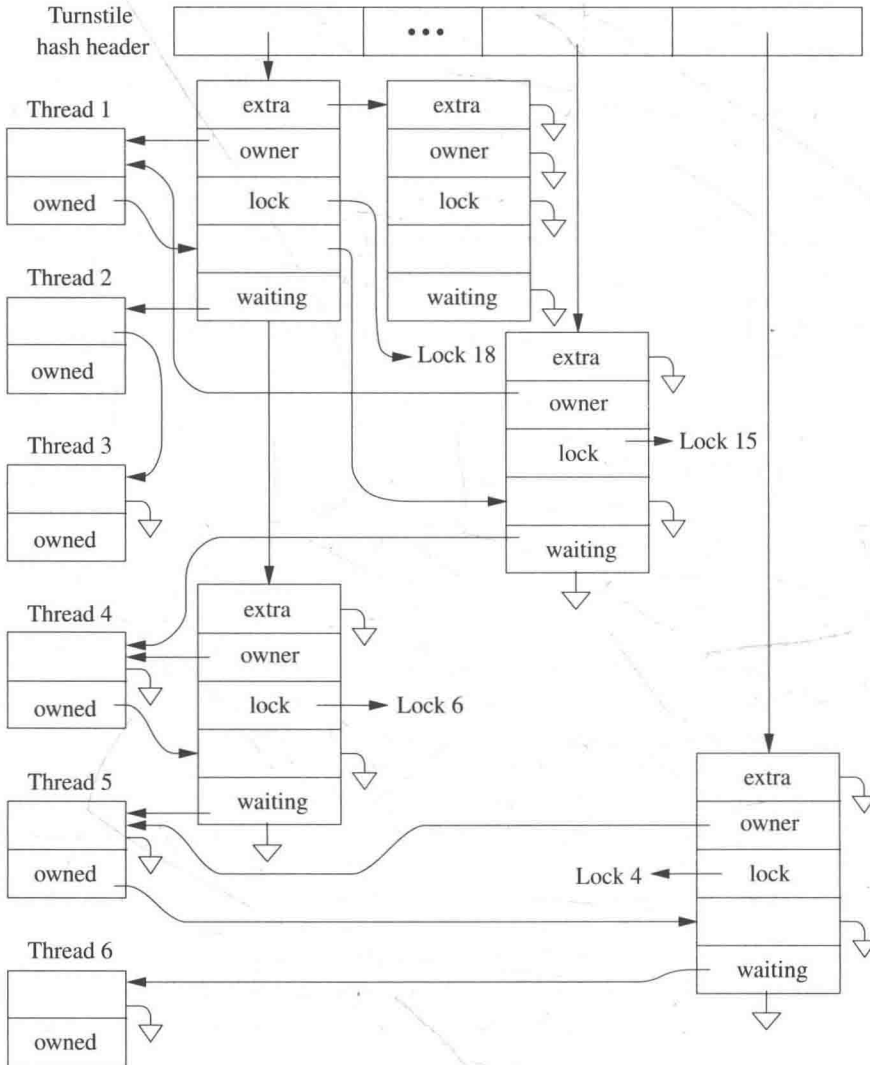 Turnstile
hash header
•••
Thread 1
owned
Thread 2
owned
Thread 3
owned
Thread 4
owned
Thread 5
owned
Thread 6
owned
extra
owner
lock
waiting
extra
owner
lock
waiting
Lock 18
extra
owner
lock
waiting
Lock 15
extra
owner
lock
waiting
Lock 6
extra
owner
lock
waiting
Lock 4